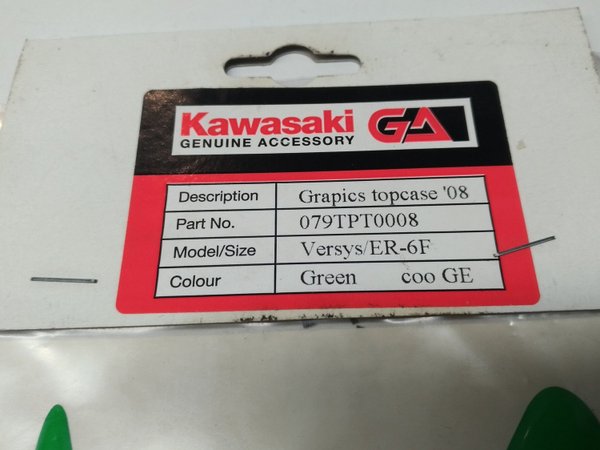 Kawasaki GA
GENUINE ACCESSORY
Description Grapics topcase '08
Part No. 079TPT0008
Model/Size Versys/ER-6F
Colour Green coo GE